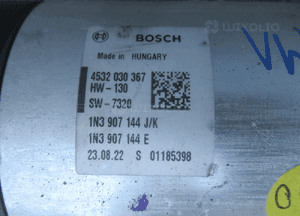 BOSCH
Made in HUNGARY
4532 030 367
HW-130
SW-7320
1N3 907 144 J/K
1N3 907 144 E
23.08.22 S 01185398